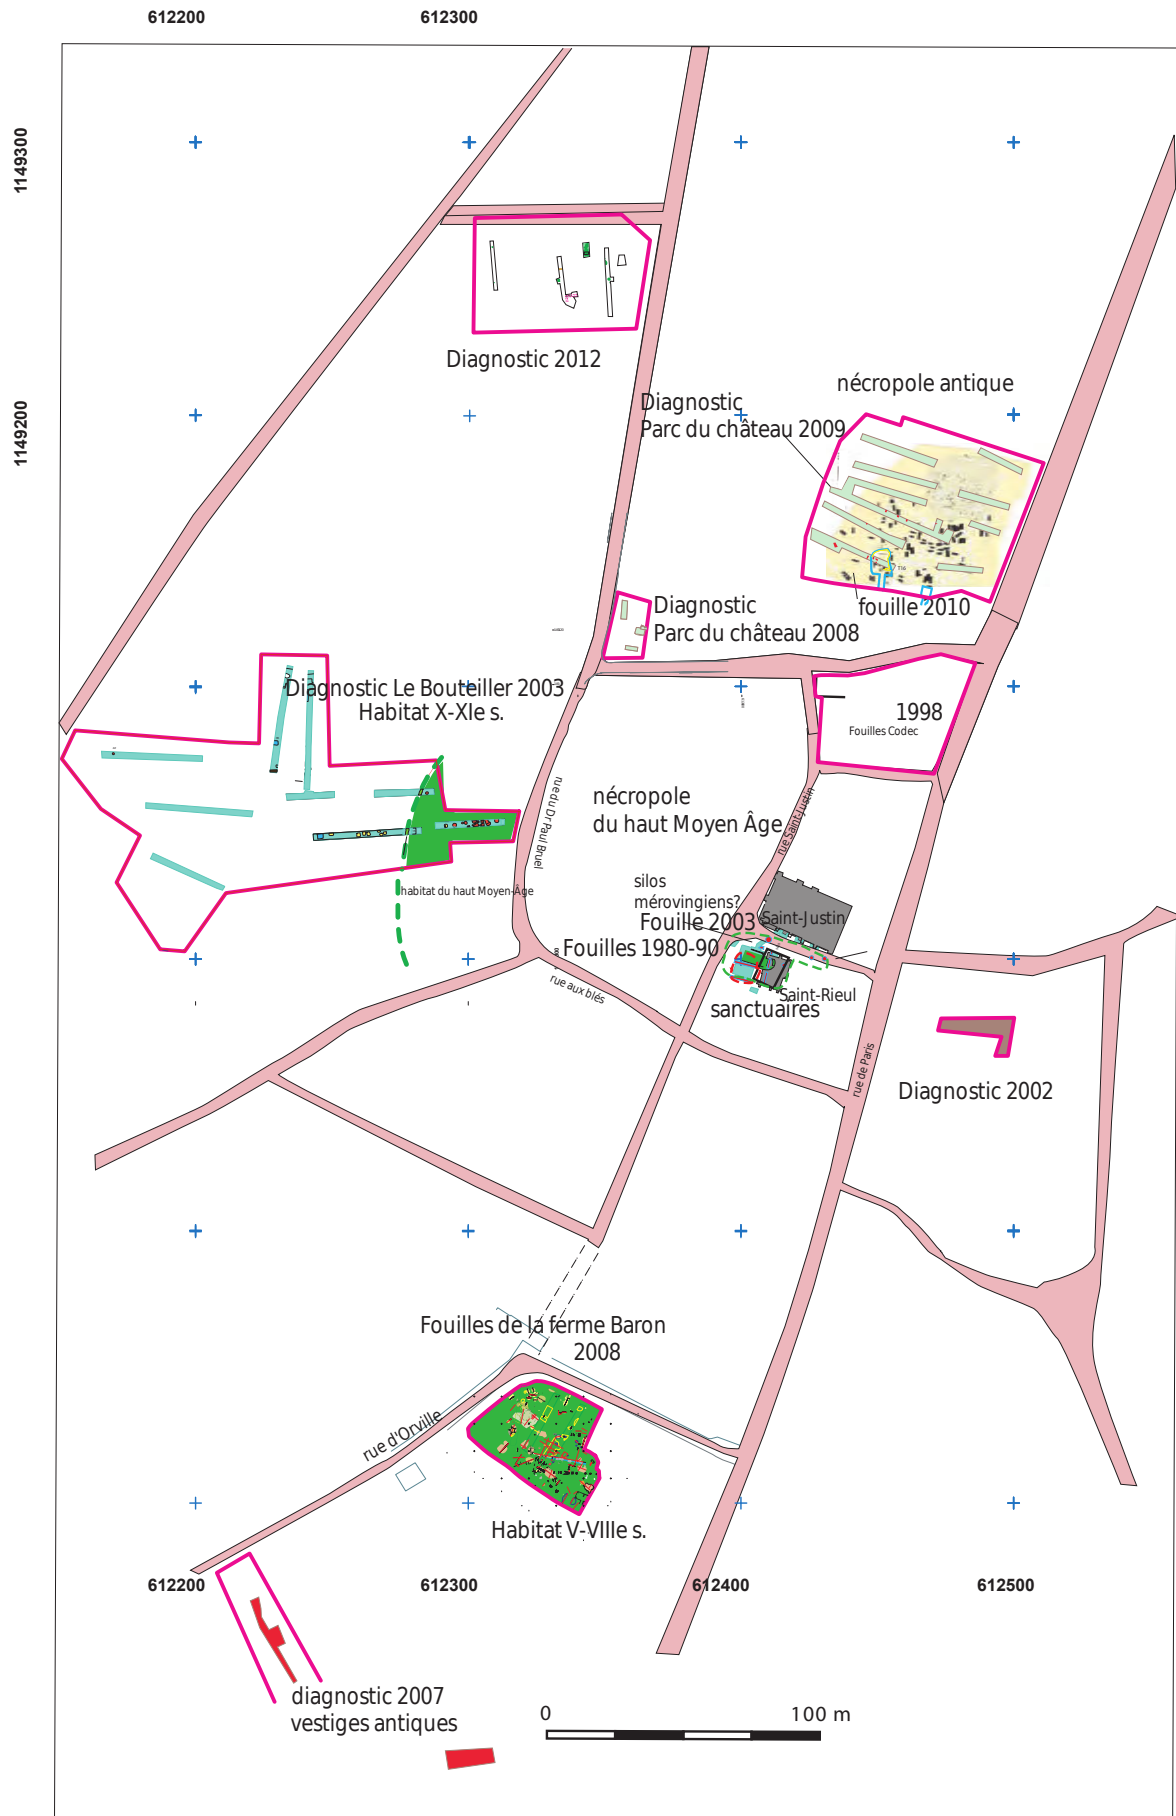 612200
612300
1149300
1149200
Diagnostic 2012
nécropole antique
Diagnostic
Parc du château 2009
T16
fouille 2010
Diagnostic
Parc du château 2008
Diagnostic Le Bouteiller 2003
Habitat X-XIe s.
1998
Fouilles Codec
rue du Dr Paul Bruel
nécropole
du haut Moyen Âge
rue Saint-Justin
habitat du haut Moyen-Âge
silos
mérovingiens?
Fouille 2003
Saint-Justin
Fouilles 1980-90
rue aux blés
Saint-Rieul
sanctuaires
rue de Paris
Diagnostic 2002
Fouilles de la ferme Baron
2008
rue d'Orville
Habitat V-VIIIe s.
612200
612300
612400
612500
diagnostic 2007
vestiges antiques
0
100 m